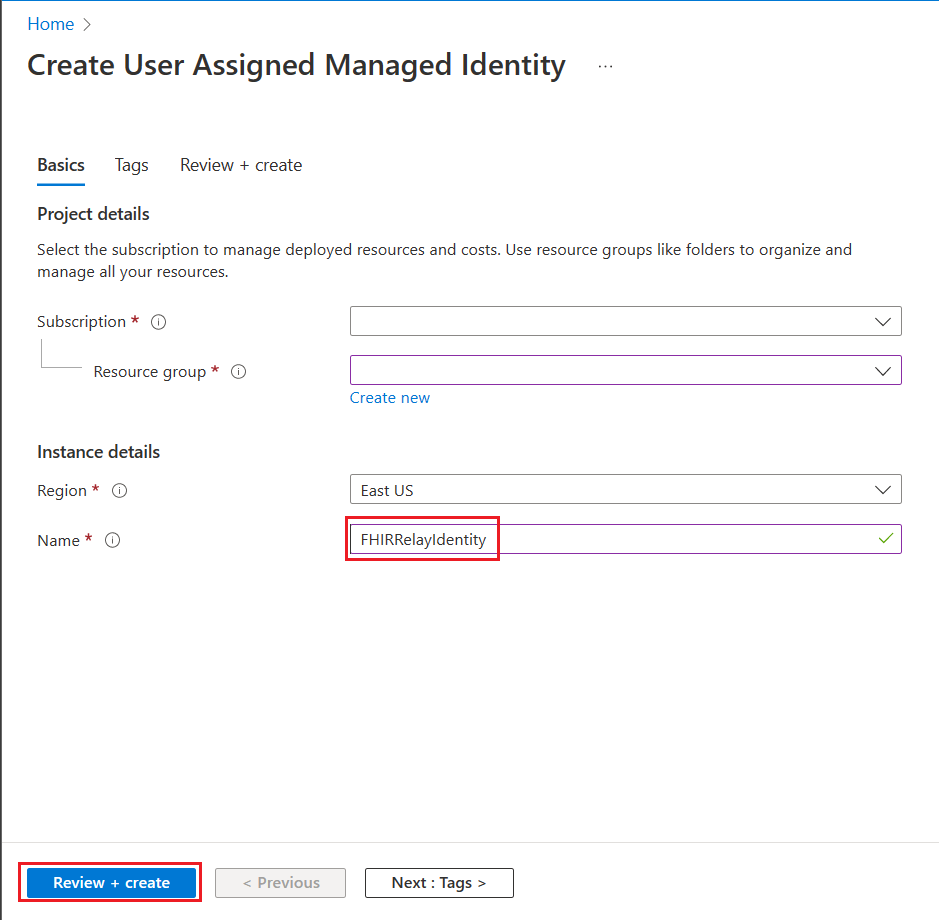 Home >
Create User Assigned Managed Identity ...
Basics Tags Review + create
Project details
Select the subscription to manage deployed resources and costs. Use resource groups like folders to organize and
manage all your resources.
Subscription *
Resource group *
Create new
Instance details
Region * East US
Name * FHIRRelayIdentity
Review + create < Previous Next : Tags >